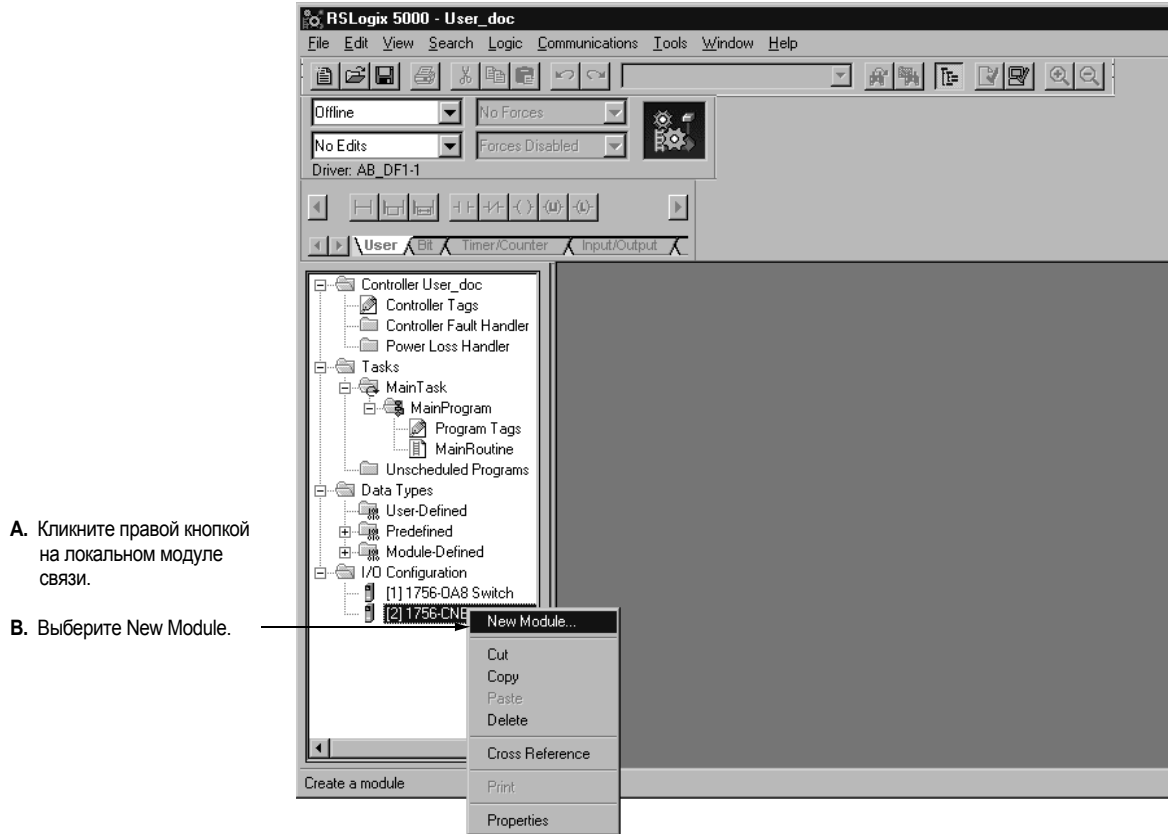 RSLogix 5000 - User_doc
File Edit View Search Logic Communications Tools Window Help
Offline
No Forces
No Edits
Forces Disabled
Driver: AB_DF1-1
User Bit Timer/Counter Input/Output
Controller User_doc
Controller Tags
Controller Fault Handler
Power Loss Handler
Tasks
MainTask
MainProgram
Program Tags
MainRoutine
Unscheduled Programs
Data Types
User-Defined
Predefined
Module-Defined
I/O Configuration
[1] 1756-OA8 Switch
[2] 1756-CNB
A. Кликните правой кнопкой
на локальном модуле
связи.
B. Выберите New Module.
New Module...
Cut
Copy
Paste
Delete
Cross Reference
Print
Properties
Create a module